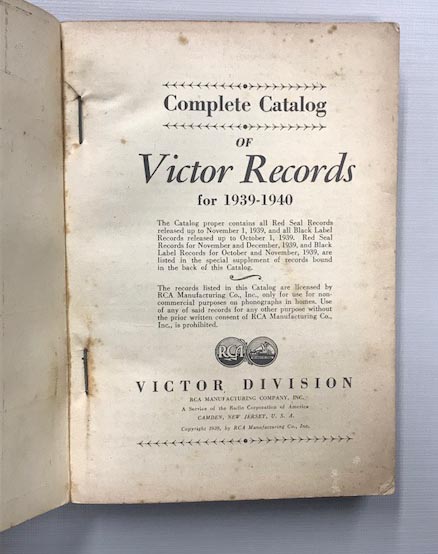 Complete Catalog
OF
Victor Records
for 1939-1940
The Catalog proper contains all Red Seal Records
released up to November 1, 1939, and all Black Label
Records released up to October 1, 1939. Red Seal
Records for November and December, 1939, and Black
Label Records for October and November, 1939, are
listed in the special supplement of records bound
in the back of this Catalog.
The records listed in this Catalog are licensed by
RCA Manufacturing Co., Inc., only for use for non-
commercial purposes on phonographs in homes. Use
of any of said records for any other purpose without
the prior written consent of RCA Manufacturing Co.,
Inc., is prohibited.
RCA
VICTOR DIVISION
RCA MANUFACTURING COMPANY, INC.
A Service of the Radio Corporation of America
CAMDEN, NEW JERSEY, U. S. A.
Copyright 1939, by RCA Manufacturing Co., Inc.